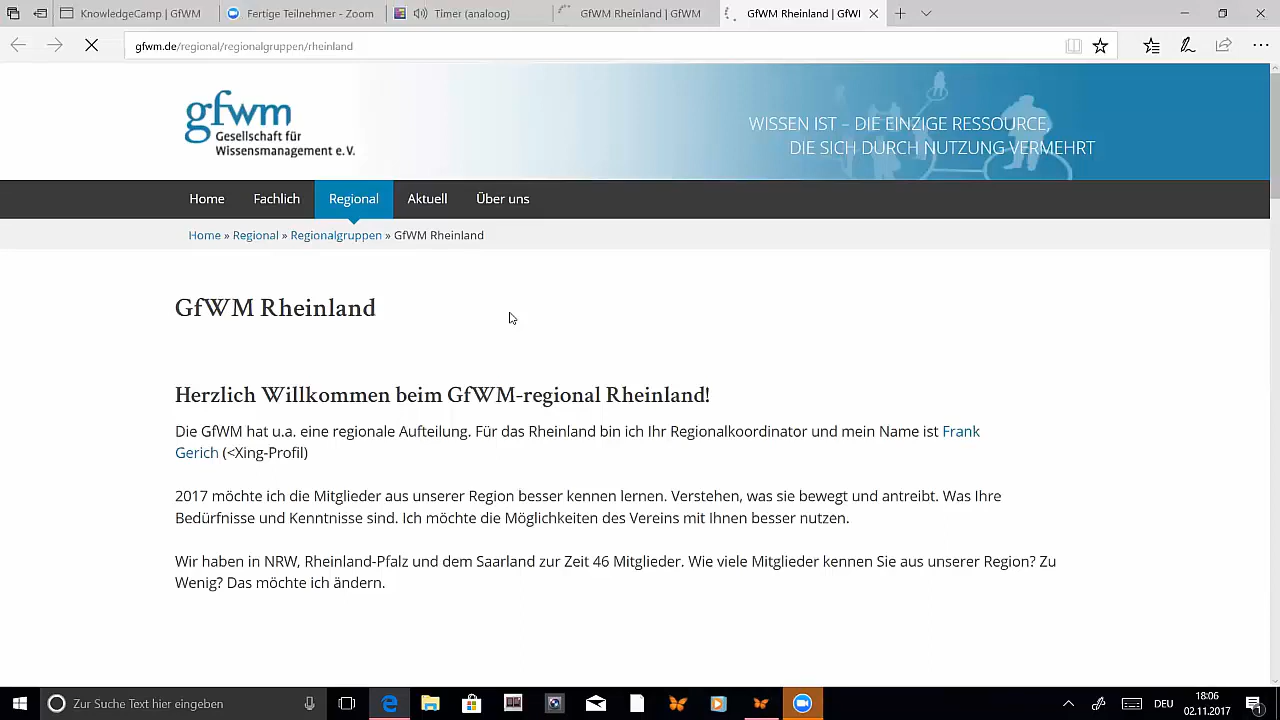 KnowledgeCamp | GfWM
Fertige Teilnehmer - Zoom
Timer (analoog)
GfWM Rheinland | GfWM
GfWM Rheinland | GfWI
gfwm.de/regional/regionalgruppen/rheinland
gfwm
Gesellschaft für
Wissensmanagement e.V.
WISSEN IST – DIE EINZIGE RESSOURCE,
DIE SICH DURCH NUTZUNG VERMEHRT
Home Fachlich Regional Aktuell Über uns
Home » Regional » Regionalgruppen » GfWM Rheinland
GfWM Rheinland
Herzlich Willkommen beim GfWM-regional Rheinland!
Die GfWM hat u.a. eine regionale Aufteilung. Für das Rheinland bin ich Ihr Regionalkoordinator und mein Name ist Frank
Gerich (<Xing-Profil)
2017 möchte ich die Mitglieder aus unserer Region besser kennen lernen. Verstehen, was sie bewegt und antreibt. Was Ihre
Bedürfnisse und Kenntnisse sind. Ich möchte die Möglichkeiten des Vereins mit Ihnen besser nutzen.
Wir haben in NRW, Rheinland-Pfalz und dem Saarland zur Zeit 46 Mitglieder. Wie viele Mitglieder kennen Sie aus unserer Region? Zu
Wenig? Das möchte ich ändern.
Zur Suche Text hier eingeben
DEU
18:06
02.11.2017
1